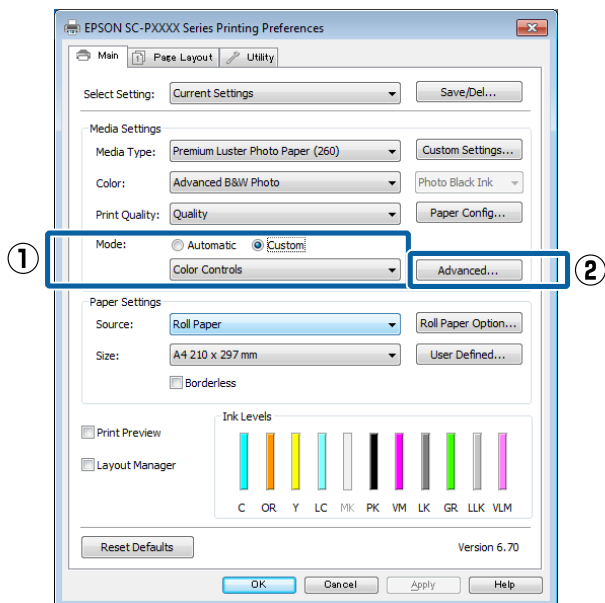 EPSON SC-PXXXX Series Printing Preferences
Main Page Layout Utility
Select Setting: Current Settings Save/Del...
Media Settings
Media Type: Premium Luster Photo Paper (260) Custom Settings...
Color: Advanced B&W Photo Photo Black Ink
Print Quality: Quality Paper Config...
① Mode: Automatic Custom
Color Controls Advanced... ②
Paper Settings
Source: Roll Paper Roll Paper Option...
Size: A4 210 x 297 mm User Defined...
Borderless
Ink Levels
Print Preview
Layout Manager
C OR Y LC MK PK VM LK GR LLK VLM
Reset Defaults Version 6.70
OK Cancel Apply Help